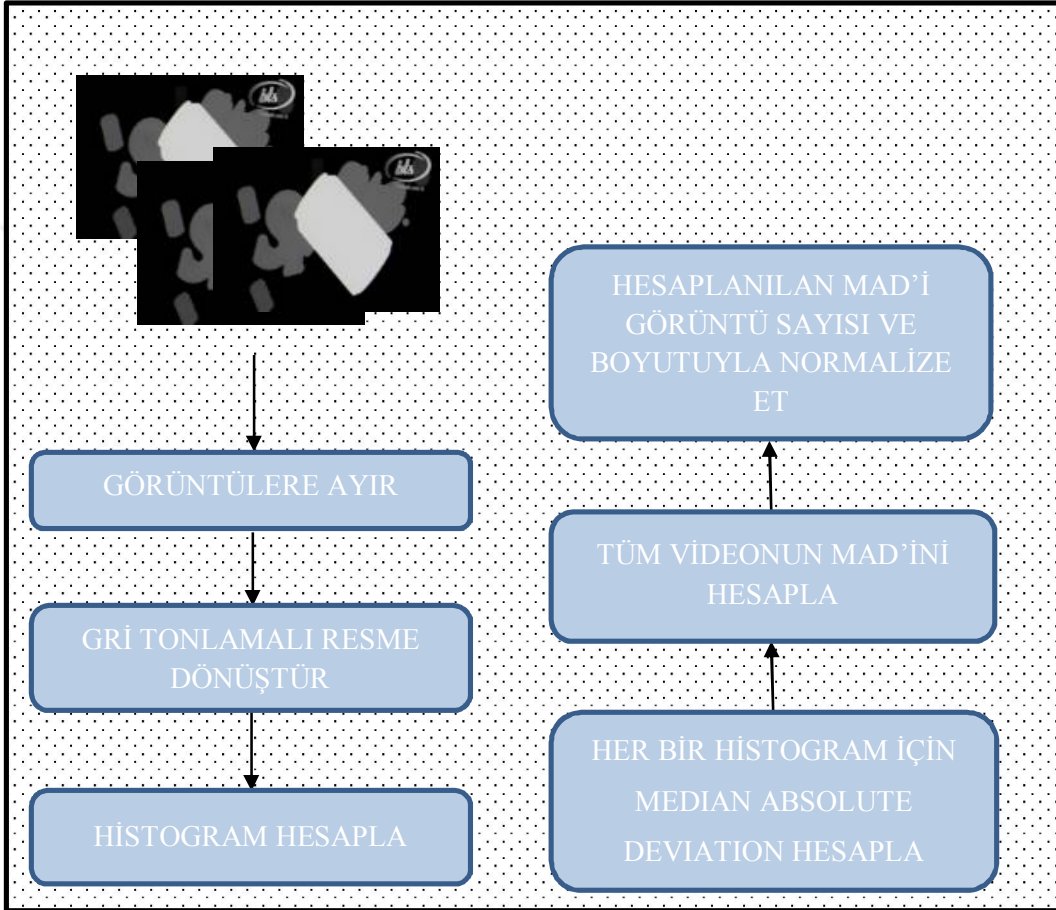 GÖRÜNTÜLERE AYIR
GRİ TONLAMALI RESME
DÖNÜŞTÜR
HİSTOGRAM HESAPLA
HER BİR HİSTOGRAM İÇİN
MEDIAN ABSOLUTE
DEVIATION HESAPLA
TÜM VİDEONUN MAD’İNİ
HESAPLA
HESAPLANILAN MAD’İ
GÖRÜNTÜ SAYISI VE
BOYUTUYLA NORMALİZE
ET